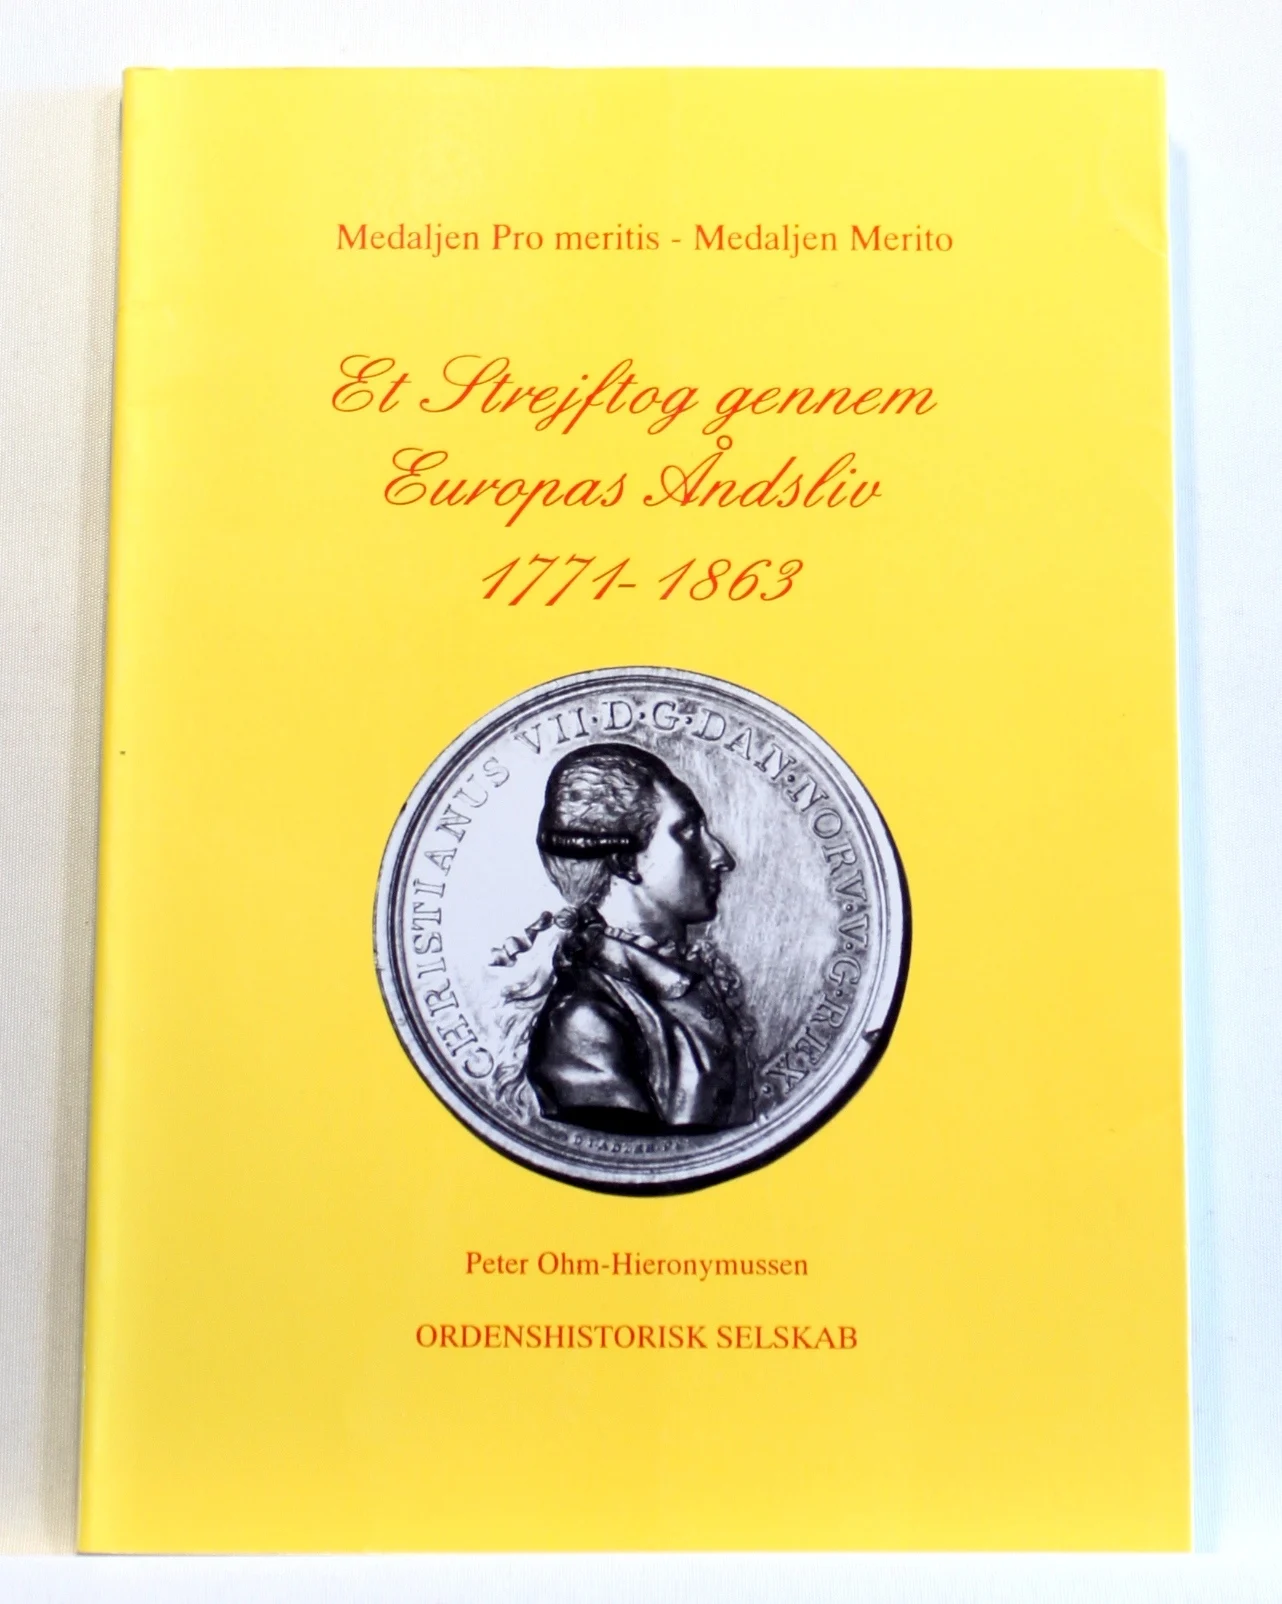 Medaljen Pro meritis - Medaljen Merito
Et Strejftog gennem
Europas Åndsliv
1771-1863
CHRISTIANUS VII·D·G·DAN·NORV·V·G·REX·
Peter Ohm-Hieronymussen
ORDENSHISTORISK SELSKAB